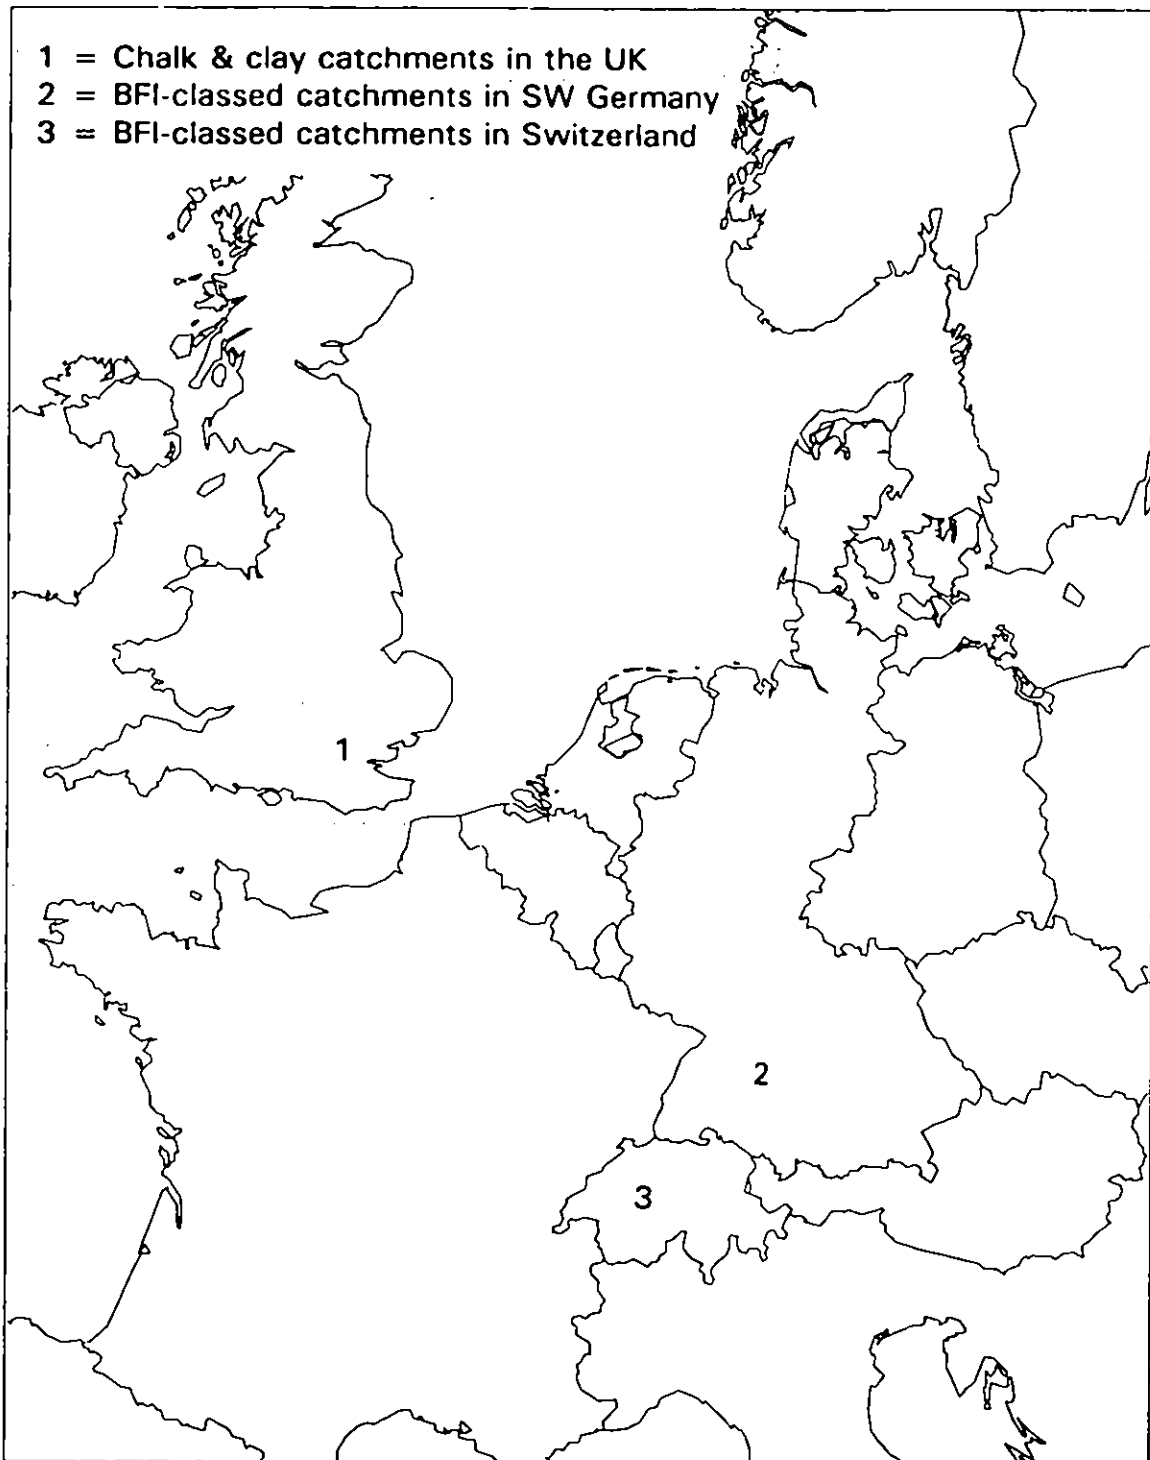 1 = Chalk & clay catchments in the UK
2 = BFI-classed catchments in SW Germany
3 = BFI-classed catchments in Switzerland
1
2
3